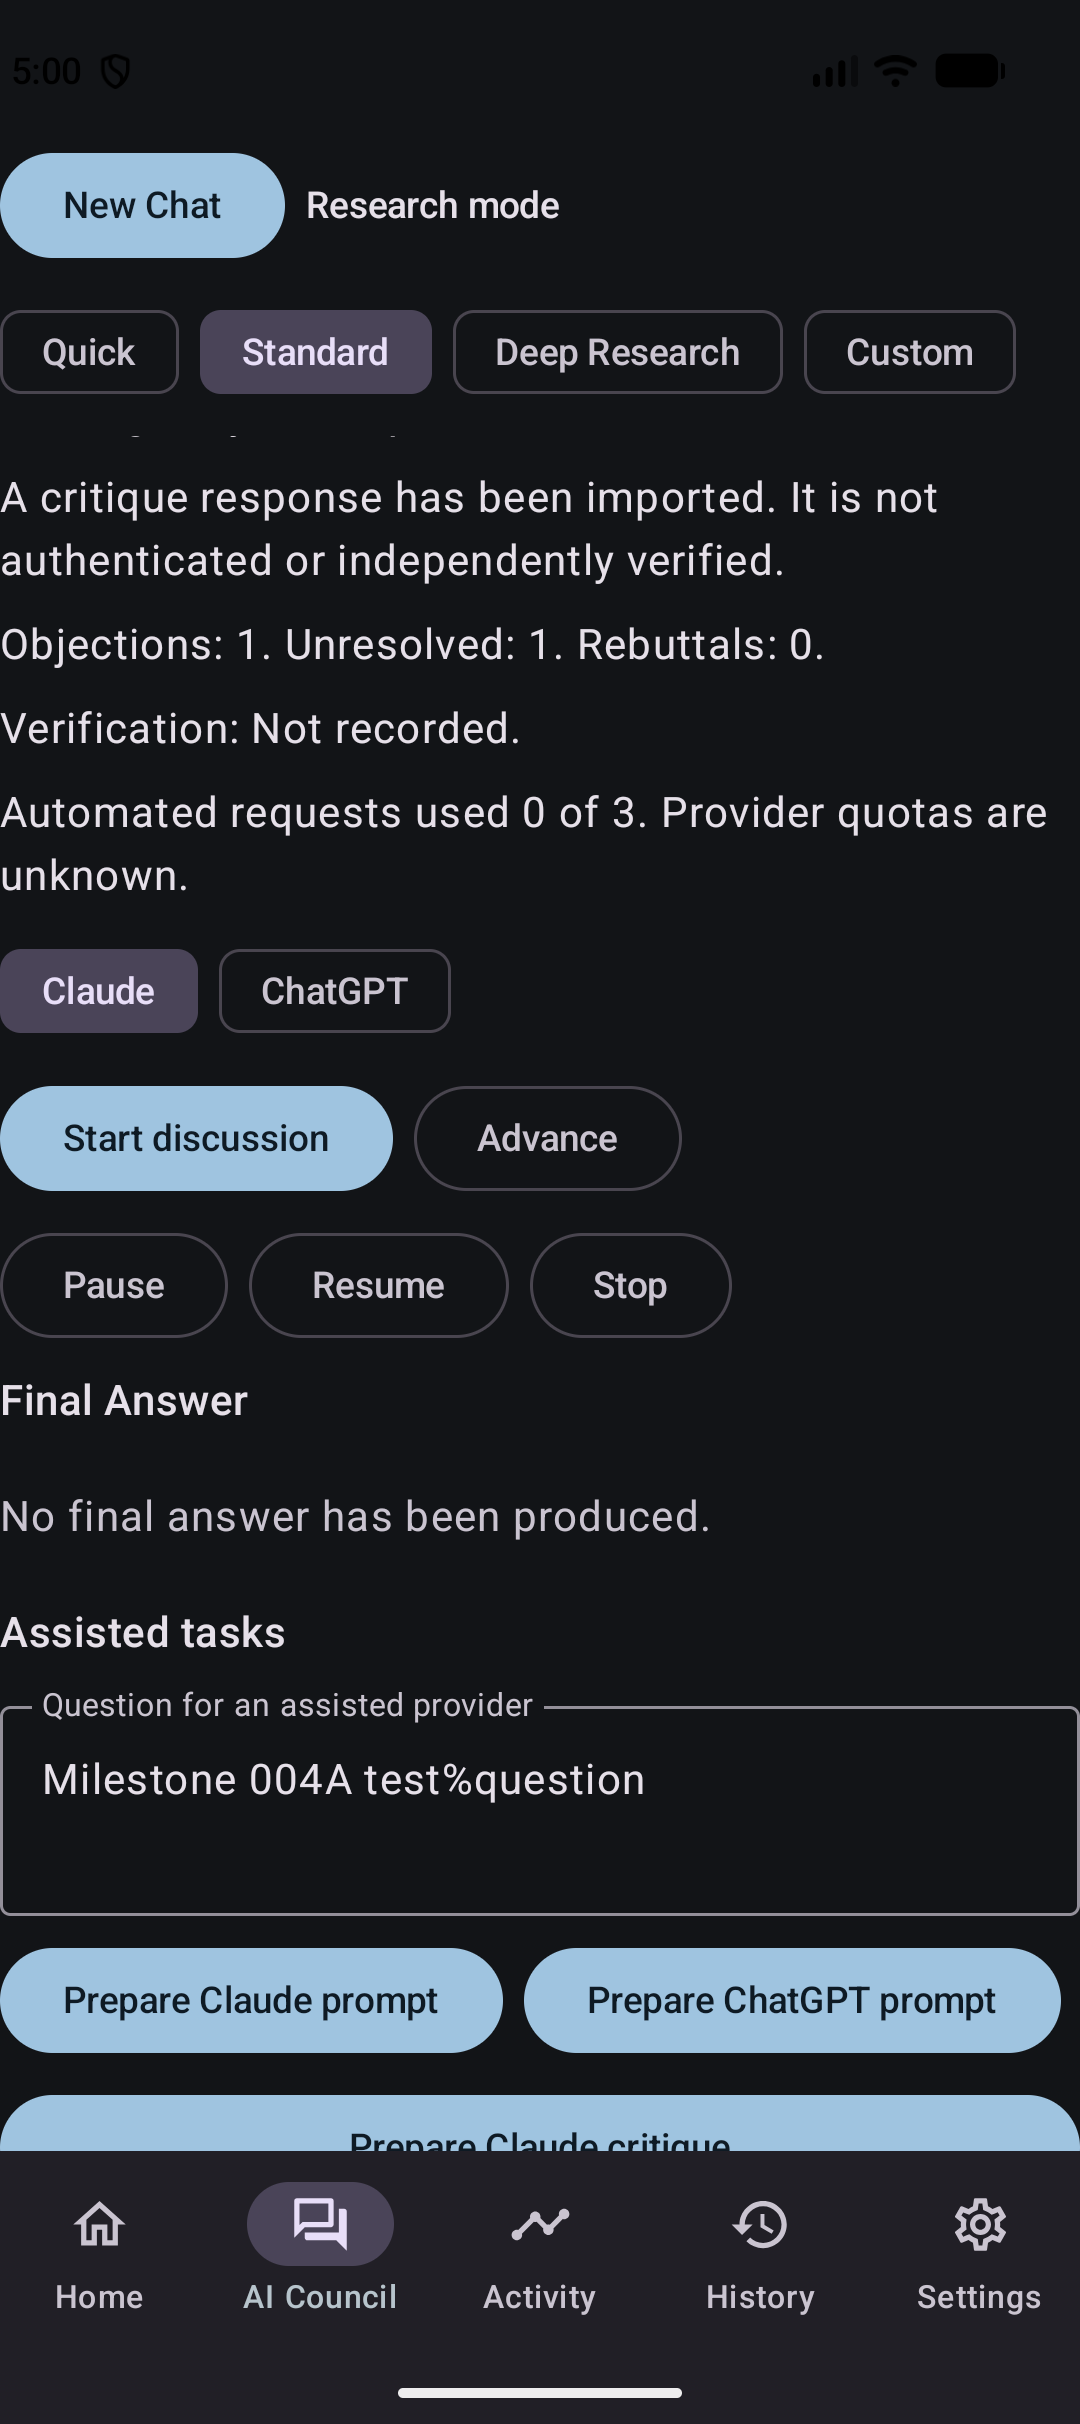 5:00
New Chat
Research mode
Quick
Standard
Deep Research
Custom
A critique response has been imported. It is not
authenticated or independently verified.
Objections: 1. Unresolved: 1. Rebuttals: 0.
Verification: Not recorded.
Automated requests used 0 of 3. Provider quotas are
unknown.
Claude
ChatGPT
Start discussion
Advance
Pause
Resume
Stop
Final Answer
No final answer has been produced.
Assisted tasks
Question for an assisted provider
Milestone 004A test%question
Prepare Claude prompt
Prepare ChatGPT prompt
Prepare Claude critique
Home
AI Council
Activity
History
Settings